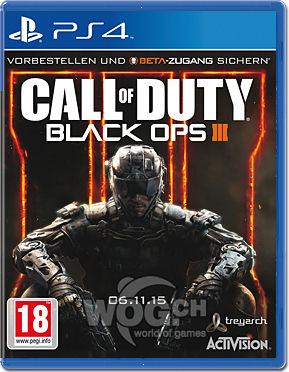 PS4
VORBESTELLEN UND BETA-ZUGANG SICHERN*
CALL OF DUTY
BLACK OPS III
WOG.CH
06.11.15
world of games
18
www.pegi.info
treyarch
ACTIVISION